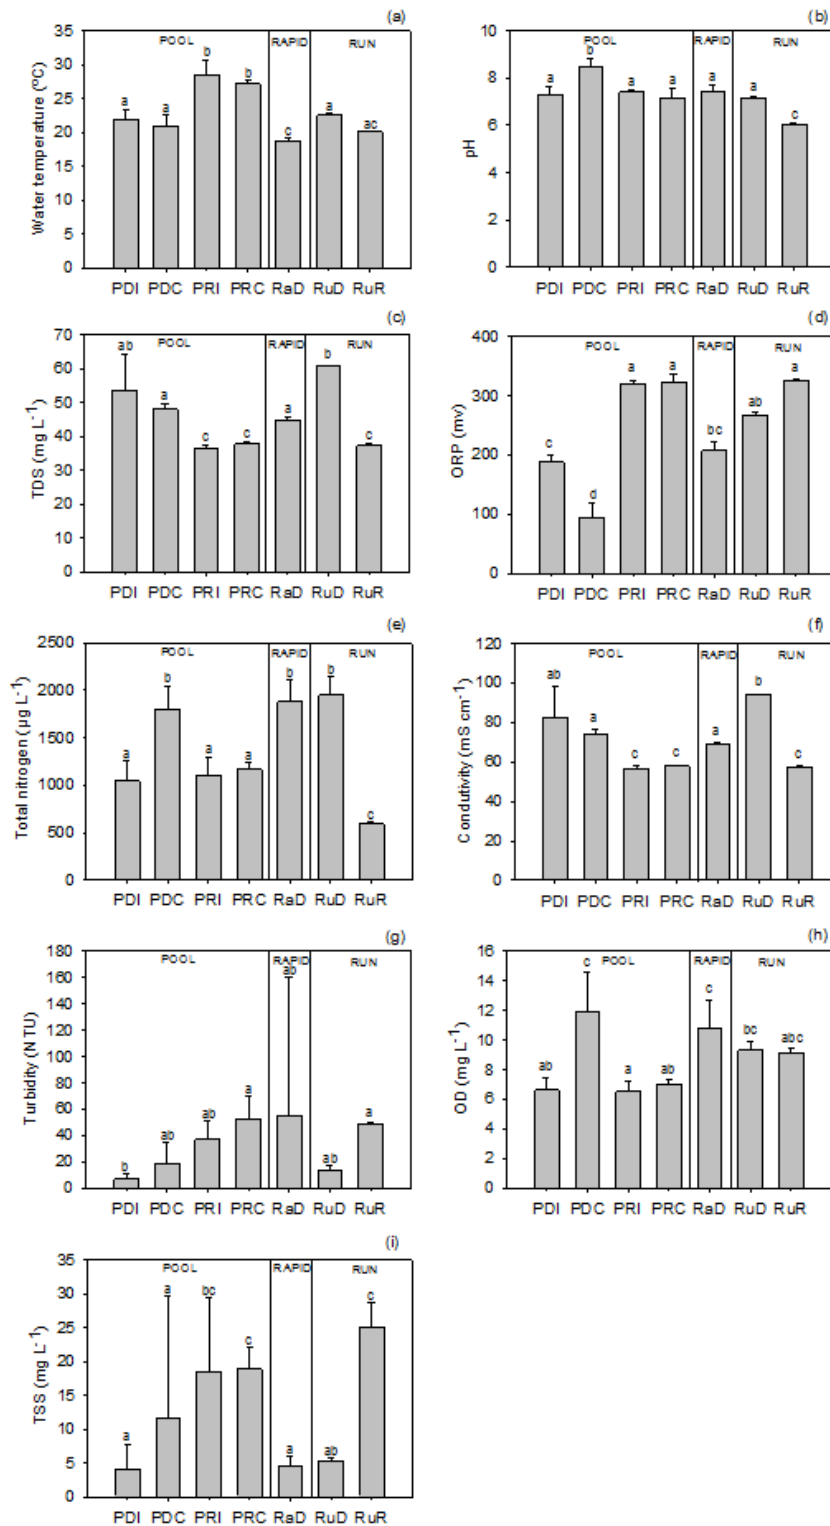 (a)
POOL RAPID RUN
Water temperature (ºC)
35
30
25
20
15
10
5
0
a a b b c a ac
PDI PDC PRI PRC RaD RuD RuR
(b)
POOL RAPID RUN
pH
10
8
6
4
2
0
a b a a a a c
PDI PDC PRI PRC RaD RuD RuR
(c)
POOL RAPID RUN
TDS (mg L⁻¹)
70
60
50
40
30
20
10
0
ab a c c a b c
PDI PDC PRI PRC RaD RuD RuR
(d)
POOL RAPID RUN
ORP (mv)
400
300
200
100
0
c d a a bc ab a
PDI PDC PRI PRC RaD RuD RuR
(e)
POOL RAPID RUN
Total nitrogen (µg L⁻¹)
2500
2000
1500
1000
500
0
a b a a b b c
PDI PDC PRI PRC RaD RuD RuR
(f)
POOL RAPID RUN
Condutivity (mS cm⁻¹)
120
100
80
60
40
20
0
ab a c c a b c
PDI PDC PRI PRC RaD RuD RuR
(g)
POOL RAPID RUN
Turbidity (NTU)
180
160
140
120
100
80
60
40
20
0
b ab ab a ab ab a
PDI PDC PRI PRC RaD RuD RuR
(h)
POOL RAPID RUN
OD (mg L⁻¹)
16
14
12
10
8
6
4
2
0
ab c a ab c bc abc
PDI PDC PRI PRC RaD RuD RuR
(i)
POOL RAPID RUN
TSS (mg L⁻¹)
35
30
25
20
15
10
5
0
a a bc c a ab c
PDI PDC PRI PRC RaD RuD RuR